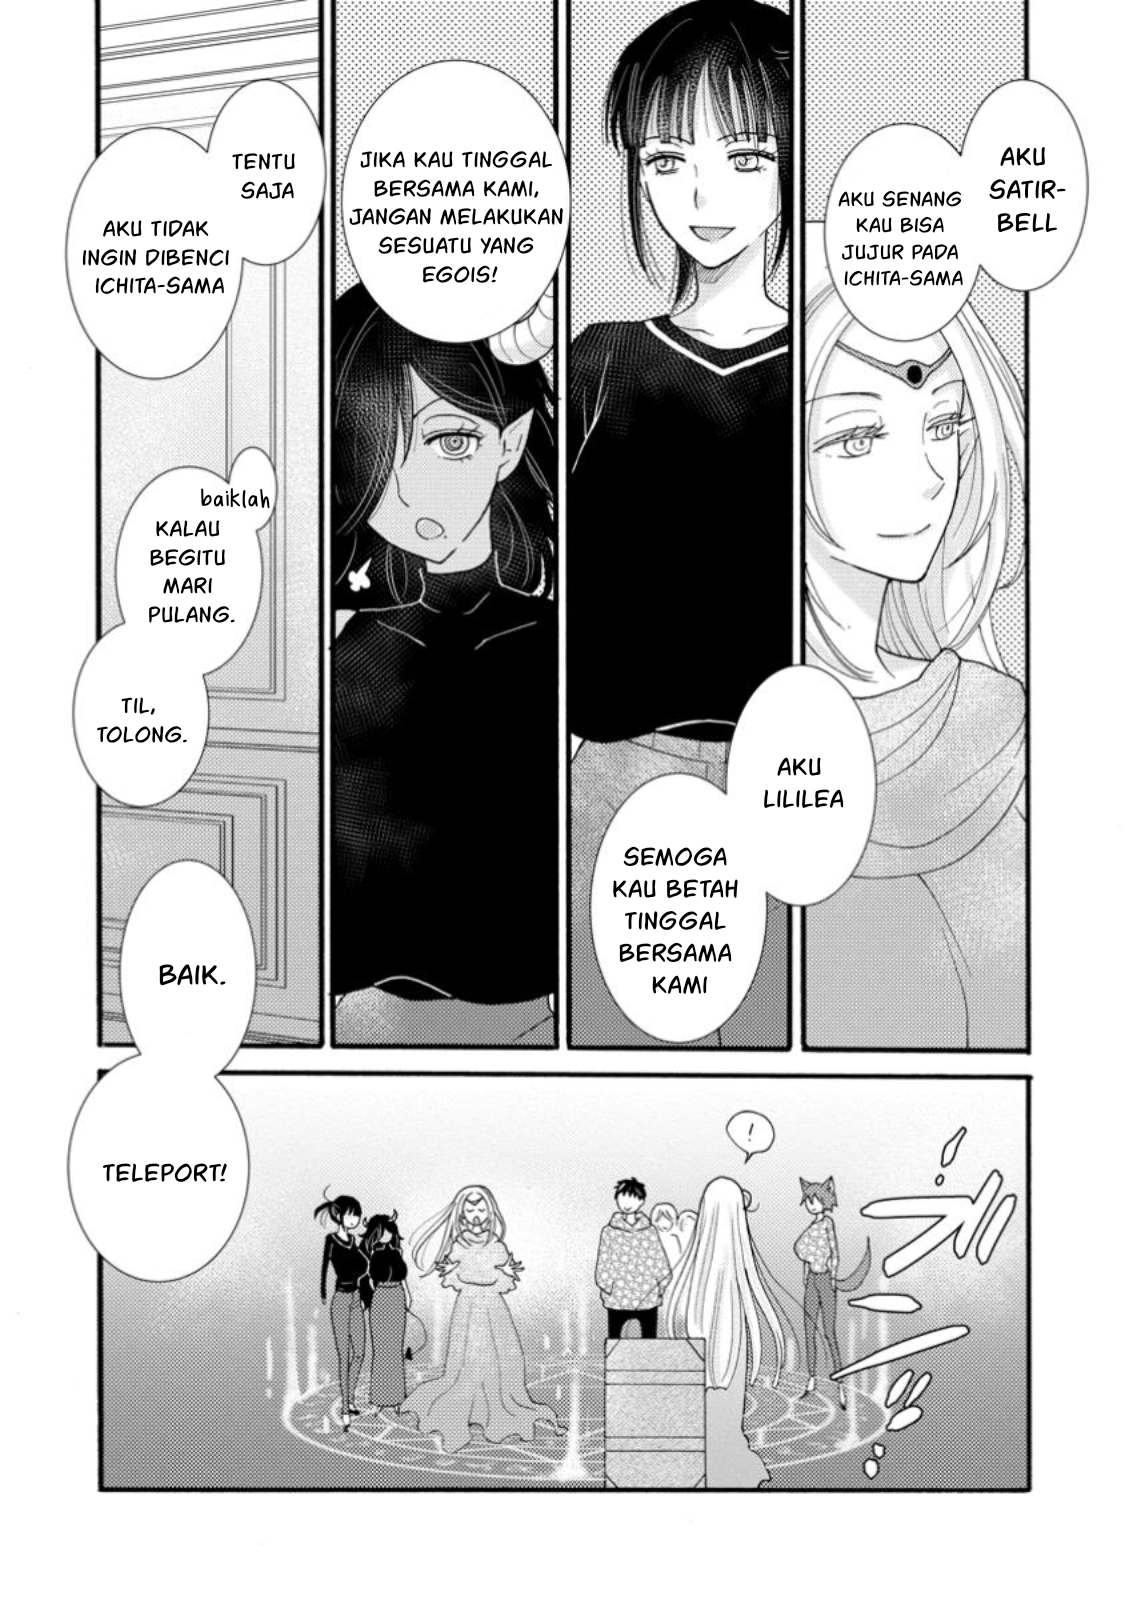 AKU
SATIR-
BELL
AKU SENANG
KAU BISA
JUJUR PADA
ICHITA-SAMA
AKU
LILILEA
SEMOGA
KAU BETAH
TINGGAL
BERSAMA
KAMI
JIKA KAU TINGGAL
BERSAMA KAMI,
JANGAN MELAKUKAN
SESUATU YANG
EGOIS!
TENTU
SAJA
AKU TIDAK
INGIN DIBENCI
ICHITA-SAMA
baiklah
KALAU
BEGITU
MARI
PULANG.
TIL,
TOLONG.
BAIK.
TELEPORT!
!